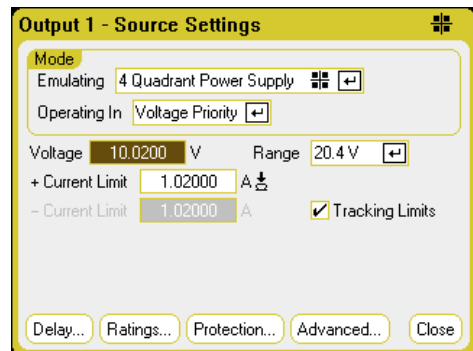 Output 1 - Source Settings
Mode
Emulating 4 Quadrant Power Supply
Operating In Voltage Priority
Voltage 10.0200 V Range 20.4 V
+ Current Limit 1.02000 A
- Current Limit 1.02000 A Tracking Limits
Delay... Ratings... Protection... Advanced... Close